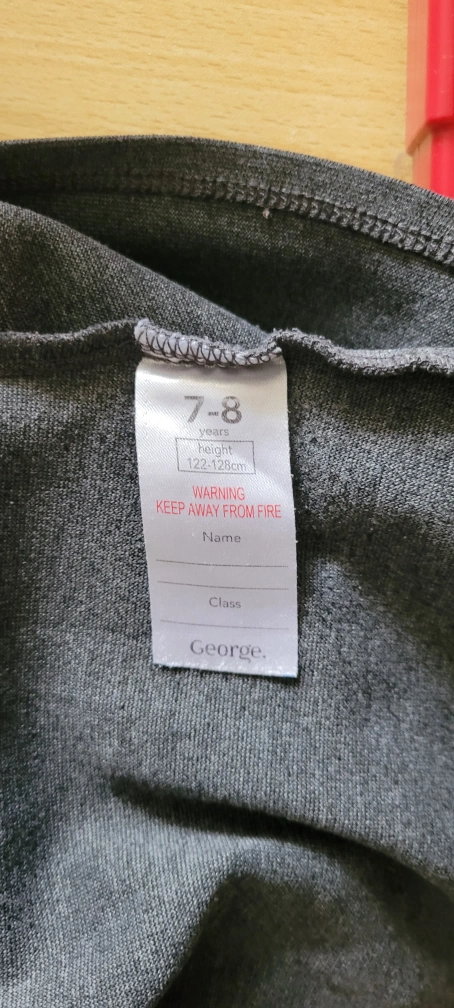 7-8
years
height
122-128cm
WARNING
KEEP AWAY FROM FIRE
Name
Class
George.